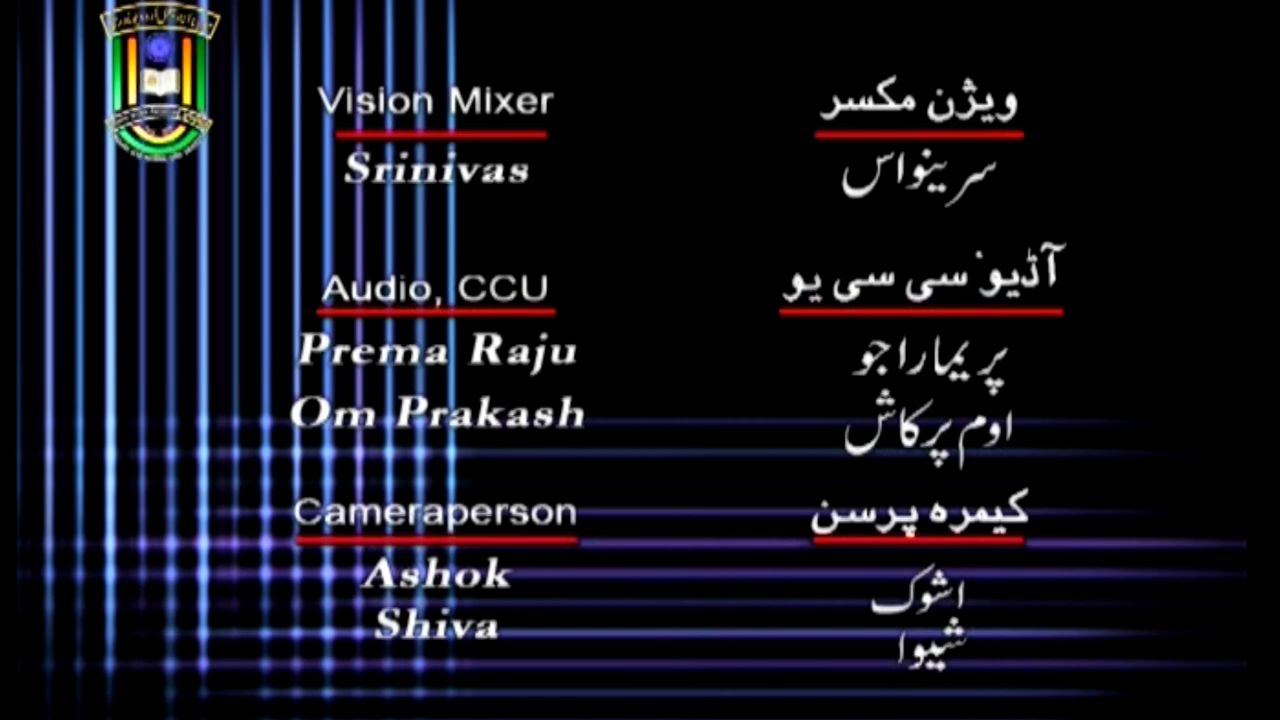 Vision Mixer
ویژن مکسر
Srinivas
سرینواس
Audio, CCU
آڈیو' سی سی یو
Prema Raju
پریماراجو
Om Prakash
اوم پرکاش
Cameraperson
کیمرہ پرسن
Ashok
اشوک
Shiva
شیوا